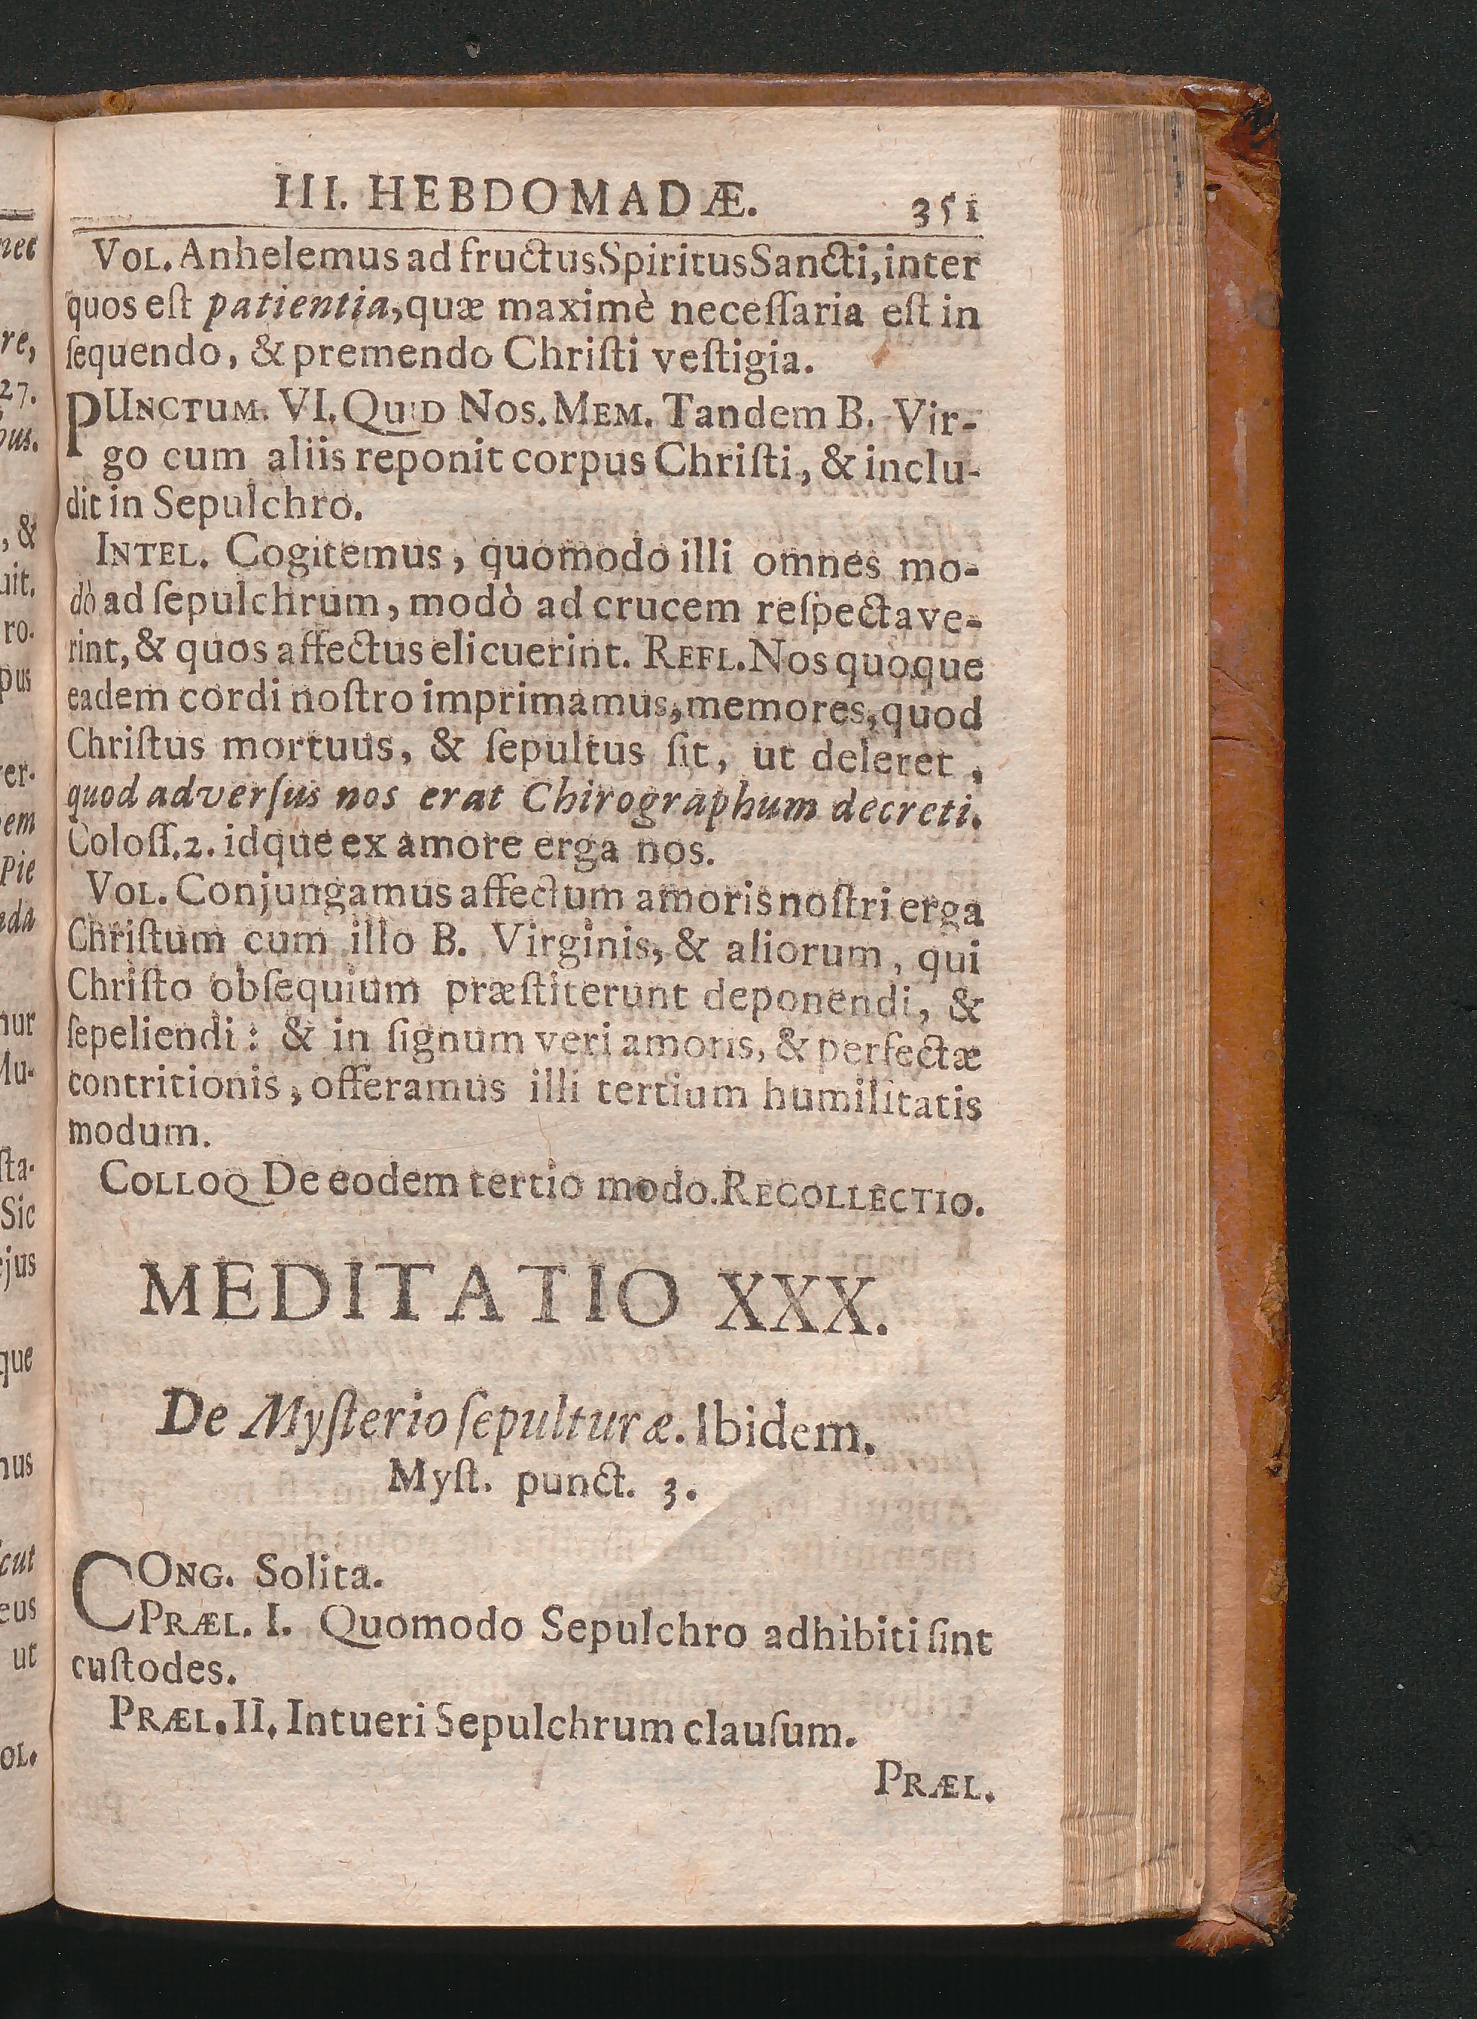 III. HEBDOMADÆ. 351
VOL. Anhelemus ad fructus Spiritus Sancti, inter
quos eſt patientia, quæ maximè neceſſaria eſt in
ſequendo, & premendo Chriſti veſtigia.
PUNCTUM. VI. QUID NOS. MEM. Tandem B. Vir-
go cum aliis reponit corpus Chriſti, & inclu-
dit in Sepulchro.
INTEL. Cogitemus, quomodo illi omnes mo-
dò ad ſepulchrum, modò ad crucem reſpectave-
rint, & quos affectus elicuerint. REFL. Nos quoque
eadem cordi noſtro imprimamus, memores, quod
Chriſtus mortuus, & ſepultus ſit, ut deleret,
quod adverſus nos erat Chirographum decreti.
Coloſſ. 2. idque ex amore erga nos.
VOL. Conjungamus affectum amoris noſtri erga
Chriſtum cum illo B. Virginis, & aliorum, qui
Chriſto obſequium præſtiterunt deponendi, &
ſepeliendi: & in ſignum veri amoris, & perfectæ
contritionis, offeramus illi tertium humilitatis
modum.
COLLOQ De eodem tertio modo. RECOLLECTIO.
MEDITATIO XXX.
De Myſterio ſepulturæ. Ibidem.
Myſt. punct. 3.
CONG. Solita.
PRÆL. I. Quomodo Sepulchro adhibiti ſint
cuſtodes.
PRÆL. II. Intueri Sepulchrum clauſum.
PRÆL.